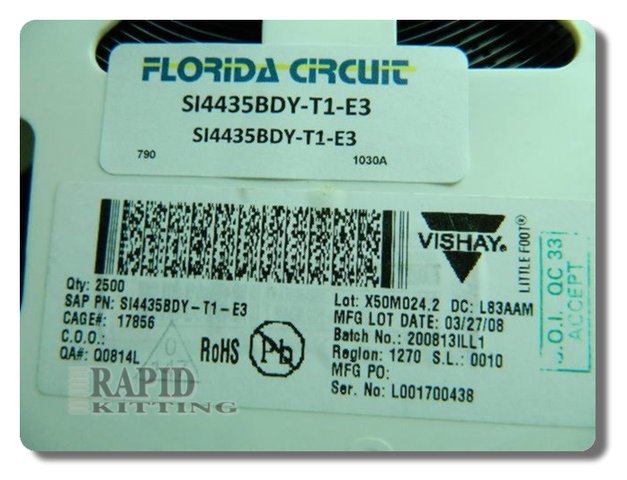 FLORIDA CIRCUIT
SI4435BDY-T1-E3
SI4435BDY-T1-E3
790 1030A
VISHAY®
LITTLE FOOT®
Qty: 2500
SAP PN: SI4435BDY-T1-E3
CAGE#: 17856
C.O.O.:
QA#: Q0814L
RoHS
Pb
Lot: X50M024.2 DC: L83AAM
MFG LOT DATE: 03/27/08
Batch No.: 200813ILL1
Region: 1270 S.L.: 0010
MFG PO:
Ser. No.: L001700438
Q.O.I. QC 33
ACCEPT
RAPID
KITTING